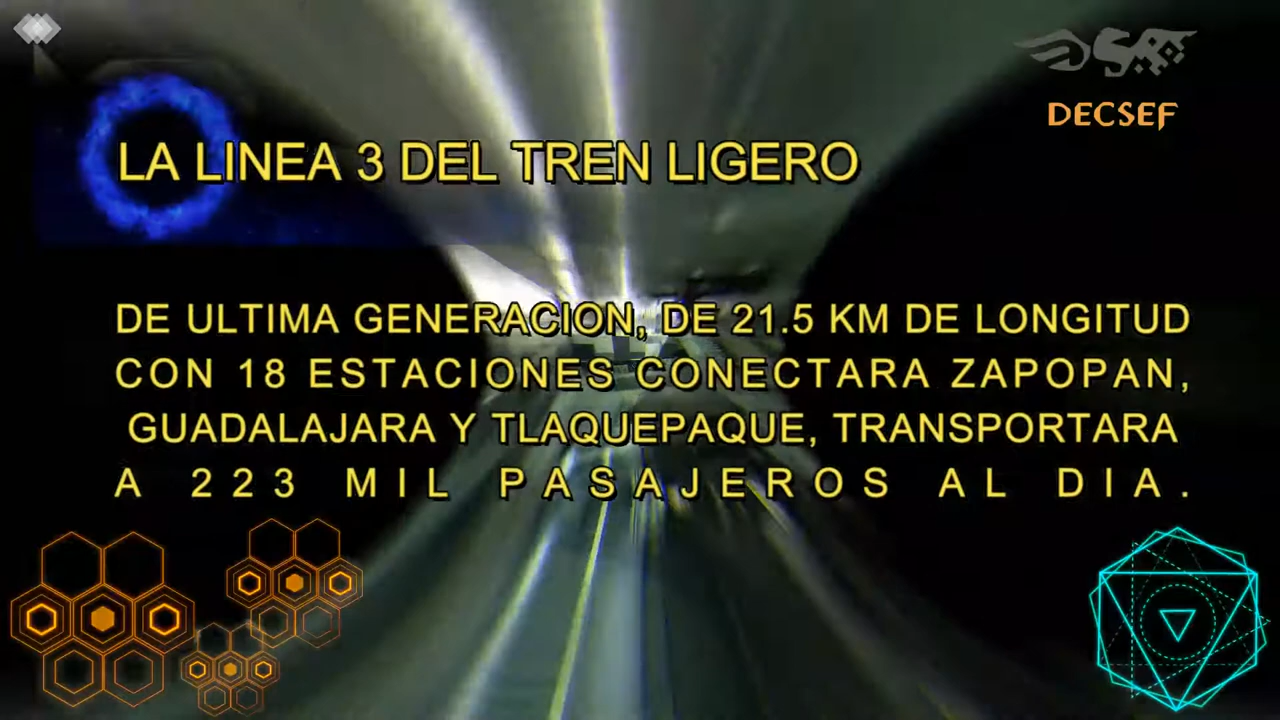 DECSEF
LA LINEA 3 DEL TREN LIGERO
DE ULTIMA GENERACION, DE 21.5 KM DE LONGITUD
CON 18 ESTACIONES CONECTARA ZAPOPAN,
GUADALAJARA Y TLAQUEPAQUE, TRANSPORTARA
A 223 MIL PASAJEROS AL DIA.